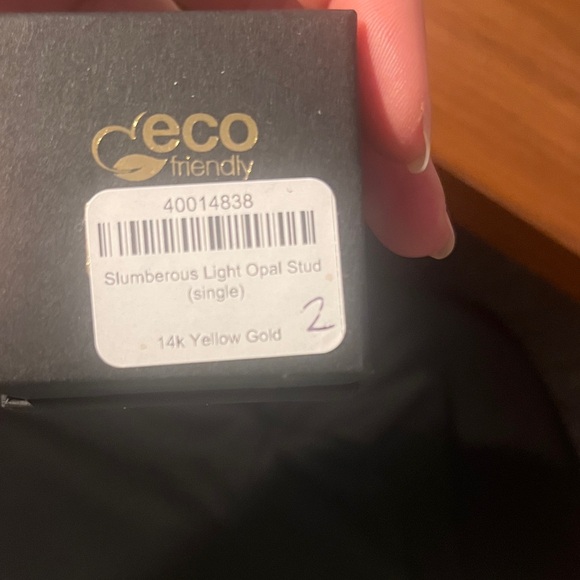 eco
friendly
40014838
Slumberous Light Opal Stud
(single)
14k Yellow Gold
2